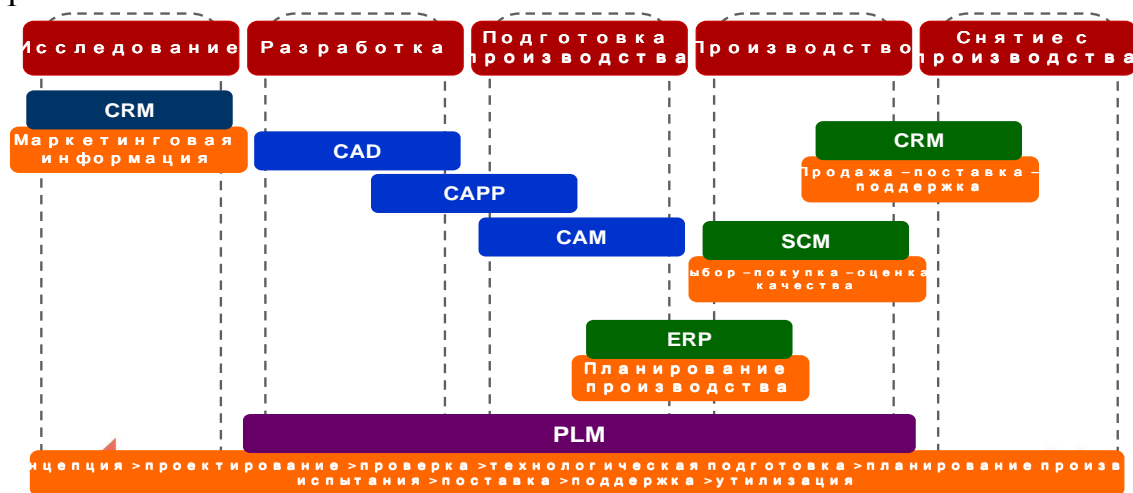 Исследование
Разработка
Подготовка
производства
Производство
Снятие с
производства
CRM
Маркетинговая
информация
CAD
CRM
Продажа – поставка –
поддержка
CAPP
CAM
SCM
ыбор – покупка – оценка
качества
ERP
Планирование
производства
PLM
нцепция > проектирование > проверка > технологическая подготовка > планирование произв
испытания > поставка > поддержка > утилизация